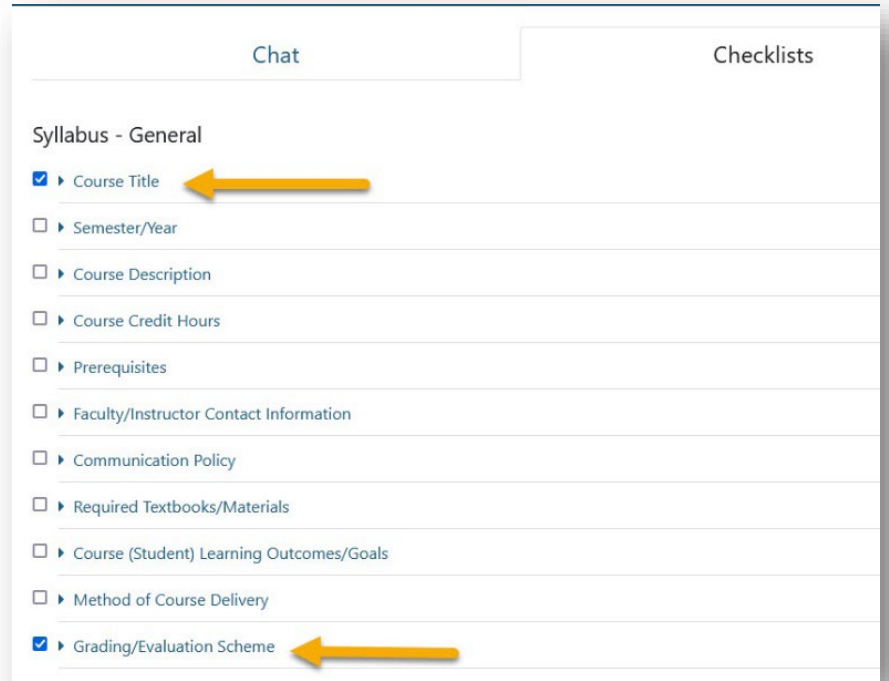 Chat
Checklists
Syllabus - General
Course Title
Semester/Year
Course Description
Course Credit Hours
Prerequisites
Faculty/Instructor Contact Information
Communication Policy
Required Textbooks/Materials
Course (Student) Learning Outcomes/Goals
Method of Course Delivery
Grading/Evaluation Scheme